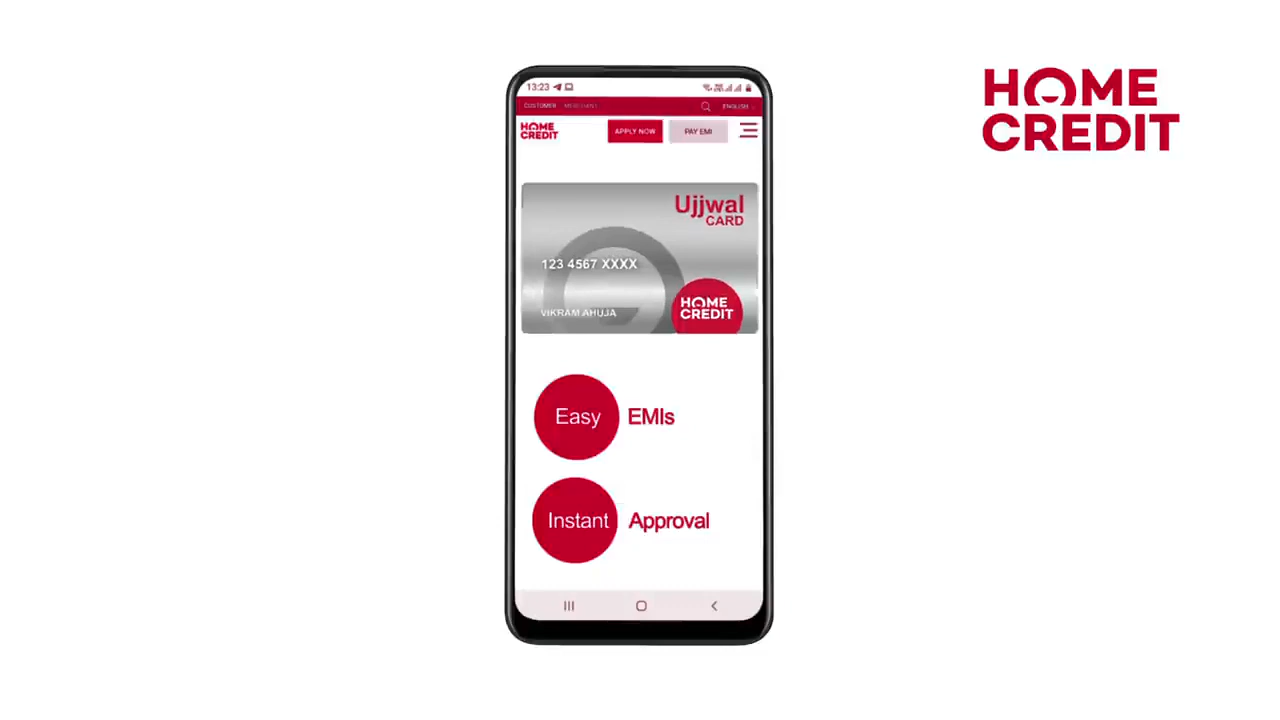 HOME
CREDIT
13:23
CUSTOMER MERCHANT ENGLISH
HOME
CREDIT
APPLY NOW PAY EMI
Ujjwal
CARD
123 4567 XXXX
VIKRAM AHUJA
HOME
CREDIT
Easy EMIs
Instant Approval